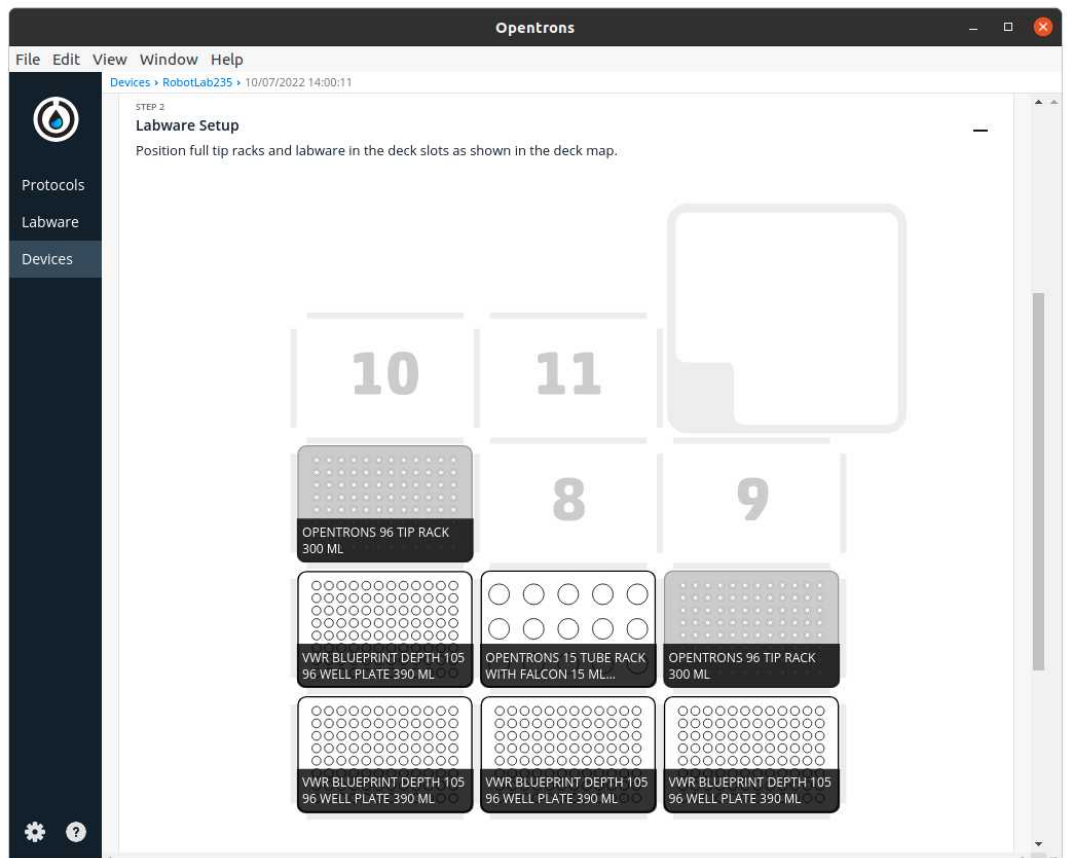 Opentrons
File Edit View Window Help
Devices › RobotLab235 › 10/07/2022 14:00:11
STEP 2
Labware Setup
Position full tip racks and labware in the deck slots as shown in the deck map.
Protocols
Labware
Devices
10
11
OPENTRONS 96 TIP RACK
300 ML
8
9
VWR BLUEPRINT DEPTH 105
96 WELL PLATE 390 ML
OPENTRONS 15 TUBE RACK
WITH FALCON 15 ML...
OPENTRONS 96 TIP RACK
300 ML
VWR BLUEPRINT DEPTH 105
96 WELL PLATE 390 ML
VWR BLUEPRINT DEPTH 105
96 WELL PLATE 390 ML
VWR BLUEPRINT DEPTH 105
96 WELL PLATE 390 ML
?